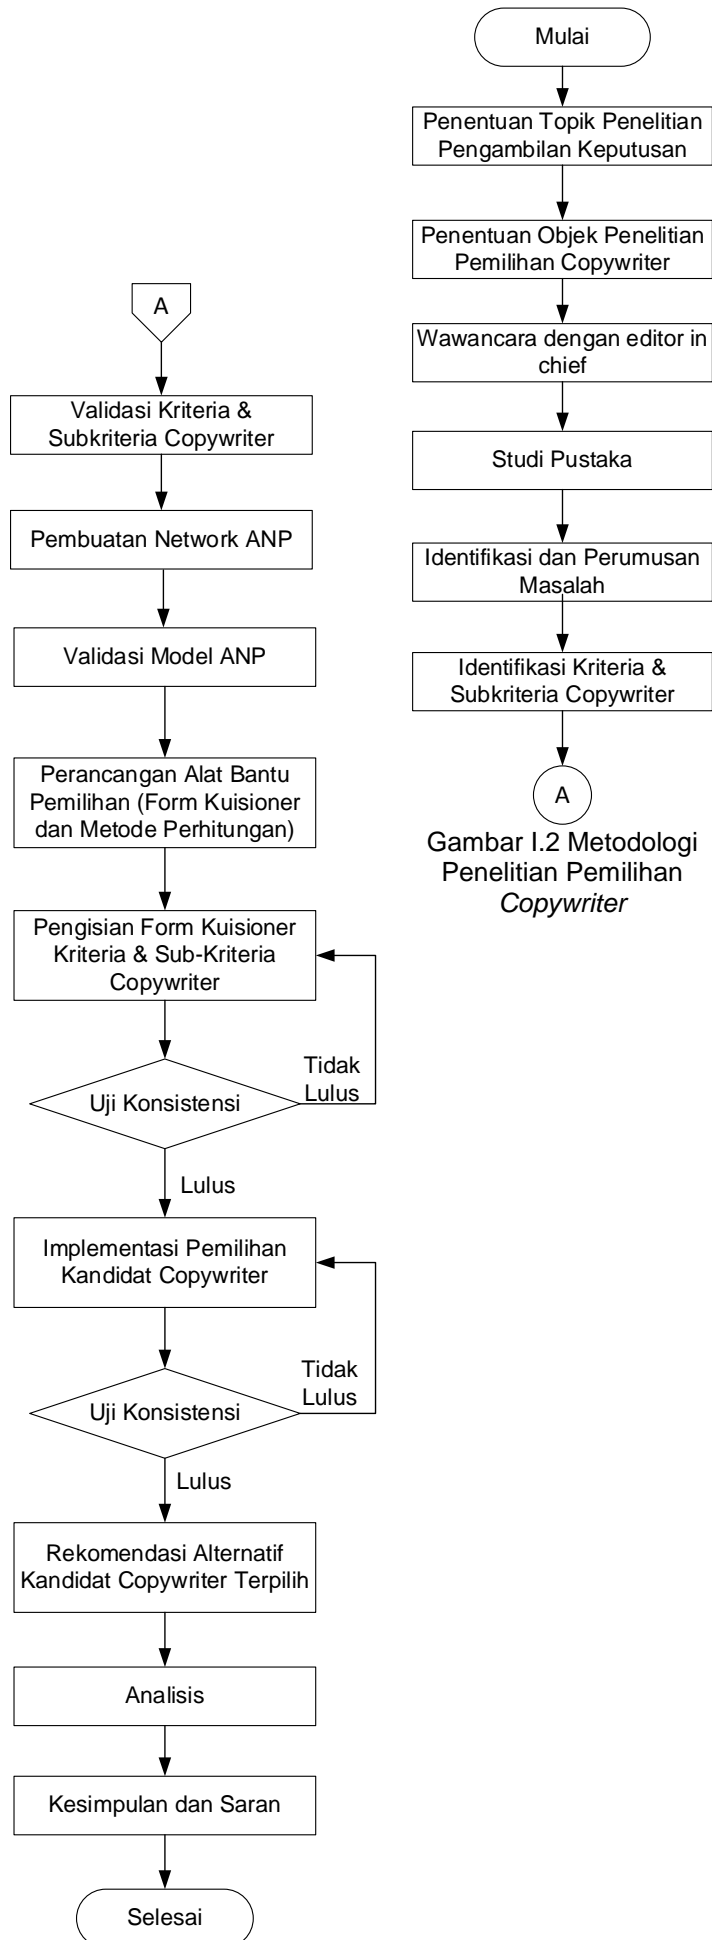 Mulai
Penentuan Topik Penelitian
Pengambilan Keputusan
Penentuan Objek Penelitian
Pemilihan Copywriter
Wawancara dengan editor in
chief
Studi Pustaka
Identifikasi dan Perumusan
Masalah
Identifikasi Kriteria &
Subkriteria Copywriter
A
Gambar I.2 Metodologi
Penelitian Pemilihan
Copywriter
A
Validasi Kriteria &
Subkriteria Copywriter
Pembuatan Network ANP
Validasi Model ANP
Perancangan Alat Bantu
Pemilihan (Form Kuisioner
dan Metode Perhitungan)
Pengisian Form Kuisioner
Kriteria & Sub-Kriteria
Copywriter
Uji Konsistensi
Tidak
Lulus
Lulus
Implementasi Pemilihan
Kandidat Copywriter
Uji Konsistensi
Tidak
Lulus
Lulus
Rekomendasi Alternatif
Kandidat Copywriter Terpilih
Analisis
Kesimpulan dan Saran
Selesai